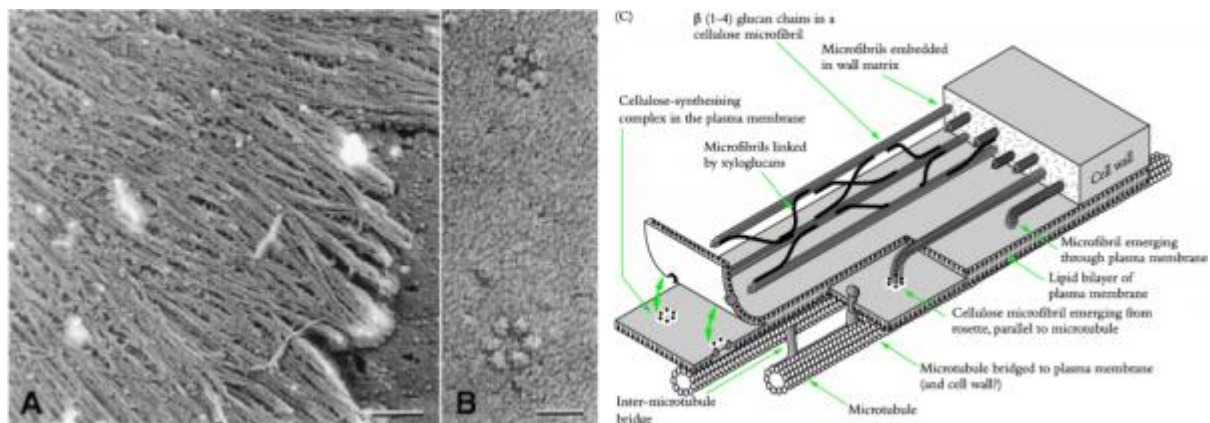 A
B
(C)
β (1–4) glucan chains in a
cellulose microfibril
Microfibrils embedded
in wall matrix
Cellulose-synthesising
complex in the plasma membrane
Microfibrils linked
by xyloglucans
Cell wall
Microfibril emerging
through plasma membrane
Lipid bilayer of
plasma membrane
Cellulose microfibril emerging from
rosette, parallel to microtubule
Microtubule bridged to plasma membrane
(and cell wall?)
Inter-microtubule
bridge
Microtubule